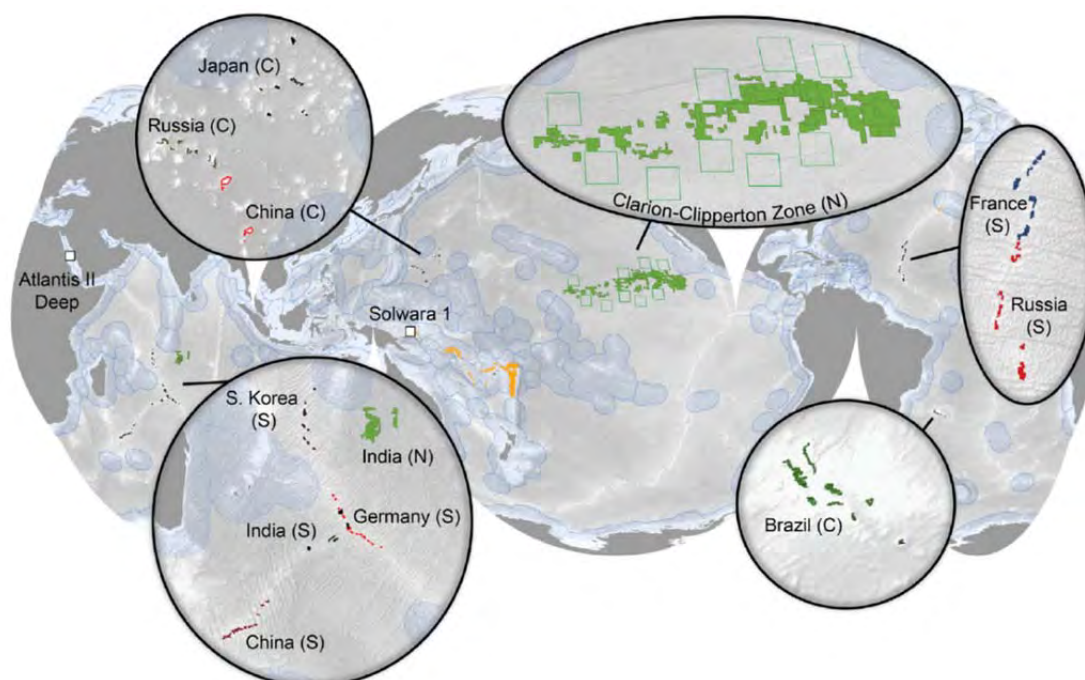 Japan (C)
Russia (C)
China (C)
Clarion-Clipperton Zone (N)
France
(S)
Russia
(S)
Atlantis II
Deep
Solwara 1
S. Korea
(S)
India (N)
India (S)
Germany (S)
China (S)
Brazil (C)